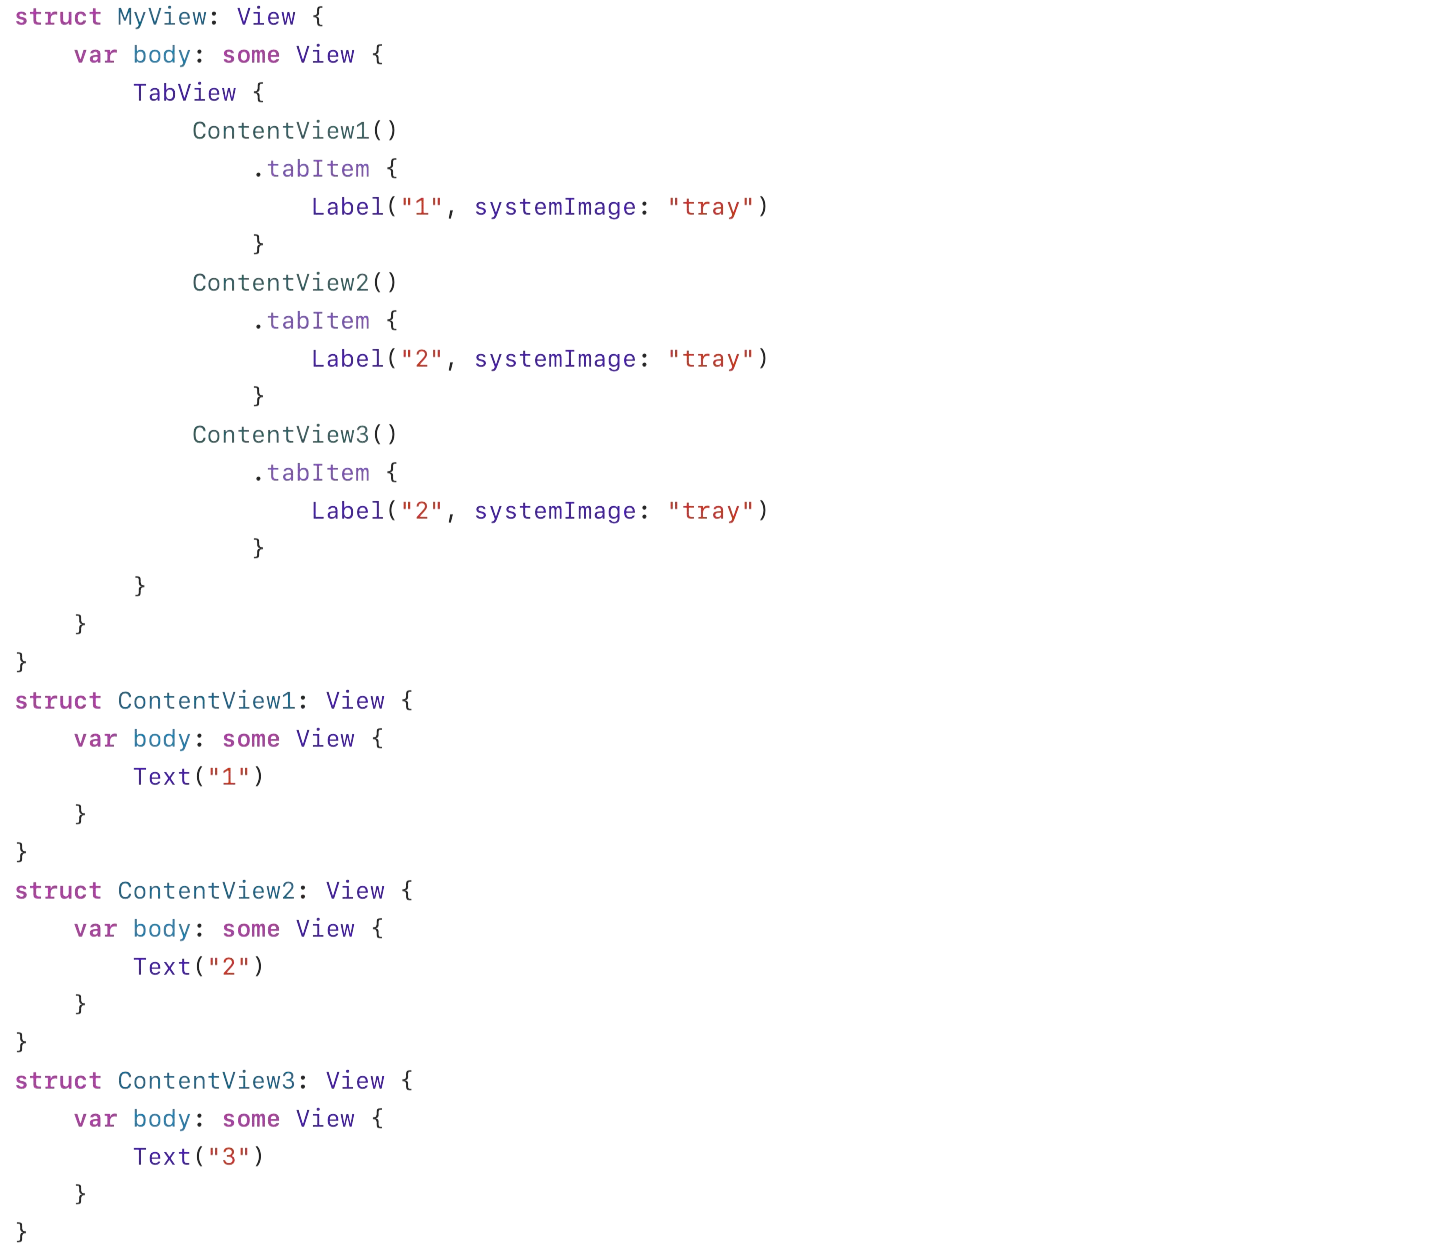 struct MyView: View {
    var body: some View {
        TabView {
            ContentView1()
                .tabItem {
                    Label("1", systemImage: "tray")
                }
            ContentView2()
                .tabItem {
                    Label("2", systemImage: "tray")
                }
            ContentView3()
                .tabItem {
                    Label("2", systemImage: "tray")
                }
        }
    }
}
struct ContentView1: View {
    var body: some View {
        Text("1")
    }
}
struct ContentView2: View {
    var body: some View {
        Text("2")
    }
}
struct ContentView3: View {
    var body: some View {
        Text("3")
    }
}